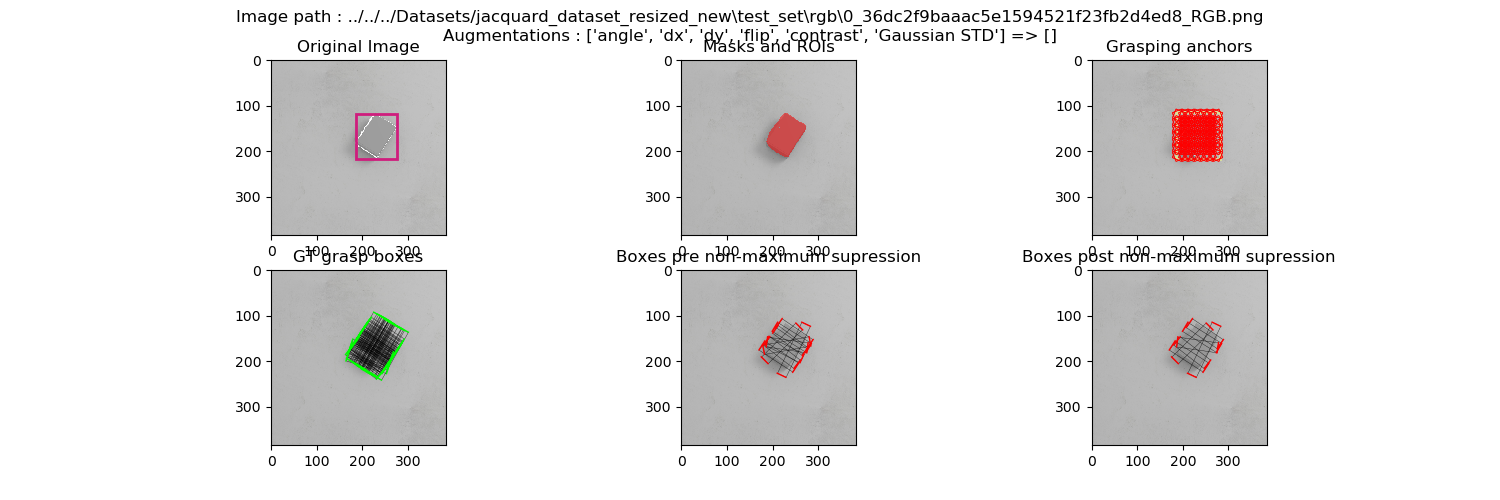 Image path : ../../../Datasets/jacquard_dataset_resized_new\test_set\rgb\0_36dc2f9baaac5e1594521f23fb2d4ed8_RGB.png
Augmentations : ['angle', 'dx', 'dy', 'flip', 'contrast', 'Gaussian STD'] => []
Original Image
Masks and ROIs
Grasping anchors
0
100
200
300
0 100 200 300
0
100
200
300
0 100 200 300
0
100
200
300
0 100 200 300
GT grasp boxes
Boxes pre non-maximum supression
Boxes post non-maximum supression
0
100
200
300
0 100 200 300
0
100
200
300
0 100 200 300
0
100
200
300
0 100 200 300